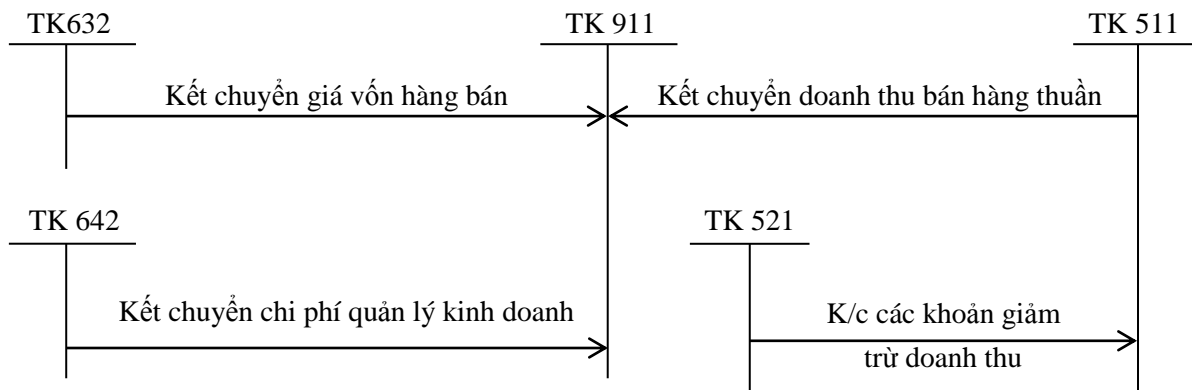 TK632
TK 911
TK 511
Kết chuyển giá vốn hàng bán
Kết chuyển doanh thu bán hàng thuần
TK 642
TK 521
Kết chuyển chi phí quản lý kinh doanh
K/c các khoản giảm
trừ doanh thu